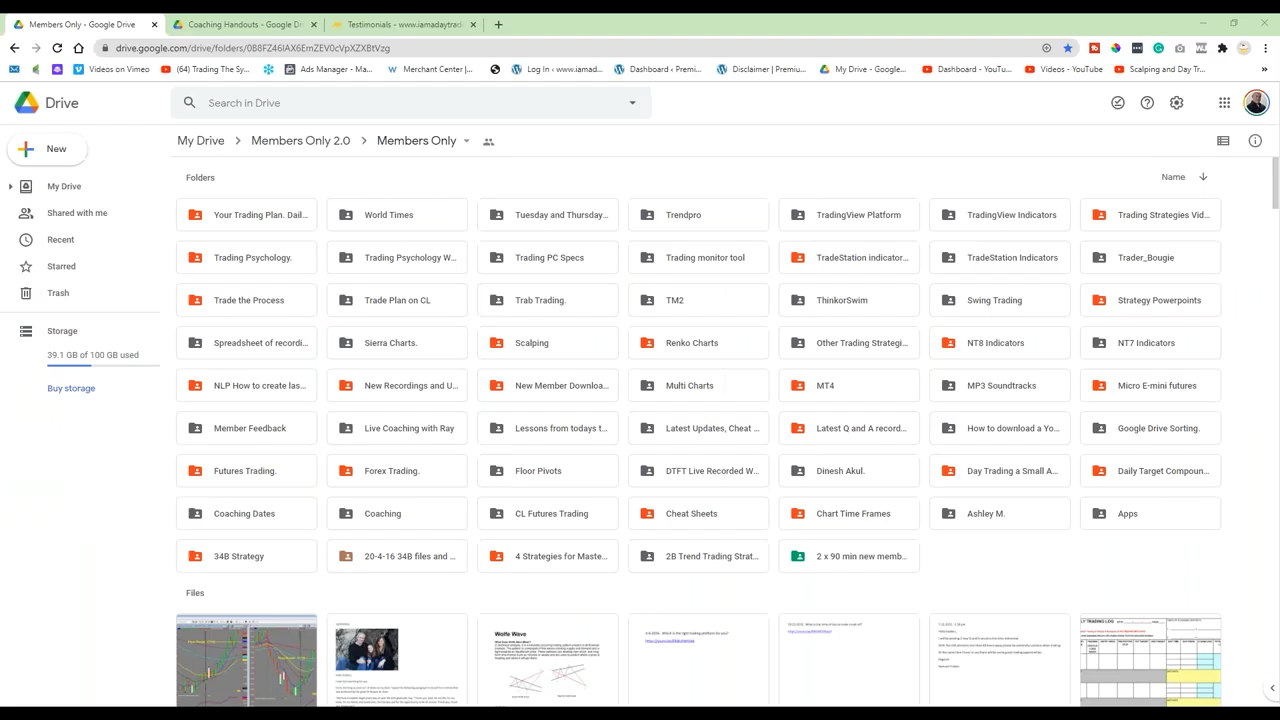 Members Only - Google Drive
Coaching Handouts - Google Dr
Testimonials - www.iamadaytrad
drive.google.com/drive/folders/0B8FZ46IAX6EmZEV0cVpXZXBtVzg
Videos on Vimeo
(64) Trading The Sy...
Ads Manager - Ma...
Merchant Center |...
Log In ‹ www.iamad...
Dashboard ‹ Premi...
Disclaimer | Premiu...
My Drive - Google...
Dashboard - YouTu...
Videos - YouTube
Scalping and Day Tr...
Drive
Search in Drive
New
My Drive
Members Only 2.0
Members Only
My Drive
Shared with me
Recent
Starred
Trash
Storage
39.1 GB of 100 GB used
Buy storage
Folders
Name
Your Trading Plan. Dail...
World Times
Tuesday and Thursday...
Trendpro
TradingView Platform
TradingView Indicators
Trading Strategies Vid...
Trading Psychology.
Trading Psychology W...
Trading PC Specs
Trading monitor tool
TradeStation indicator...
TradeStation Indicators
Trader_Bougie
Trade the Process
Trade Plan on CL
Trab Trading.
TM2
ThinkorSwim
Swing Trading
Strategy Powerpoints
Spreadsheet of recordi...
Sierra Charts.
Scalping
Renko Charts
Other Trading Strategi...
NT8 Indicators
NT7 Indicators
NLP How to create las...
New Recordings and U...
New Member Downloa...
Multi Charts
MT4
MP3 Soundtracks
Micro E-mini futures
Member Feedback
Live Coaching with Ray
Lessons from todays t...
Latest Updates, Cheat ...
Latest Q and A record...
How to download a Yo...
Google Drive Sorting.
Futures Trading.
Forex Trading.
Floor Pivots
DTFT Live Recorded W...
Dinesh Akul.
Day Trading a Small A...
Daily Target Compoun...
Coaching Dates
Coaching
CL Futures Trading
Cheat Sheets
Chart Time Frames
Ashley M.
Apps
34B Strategy
20-4-16 34B files and ...
4 Strategies for Maste...
2B Trend Trading Strat...
2 x 90 min new memb...
Files
Wolfe Wave